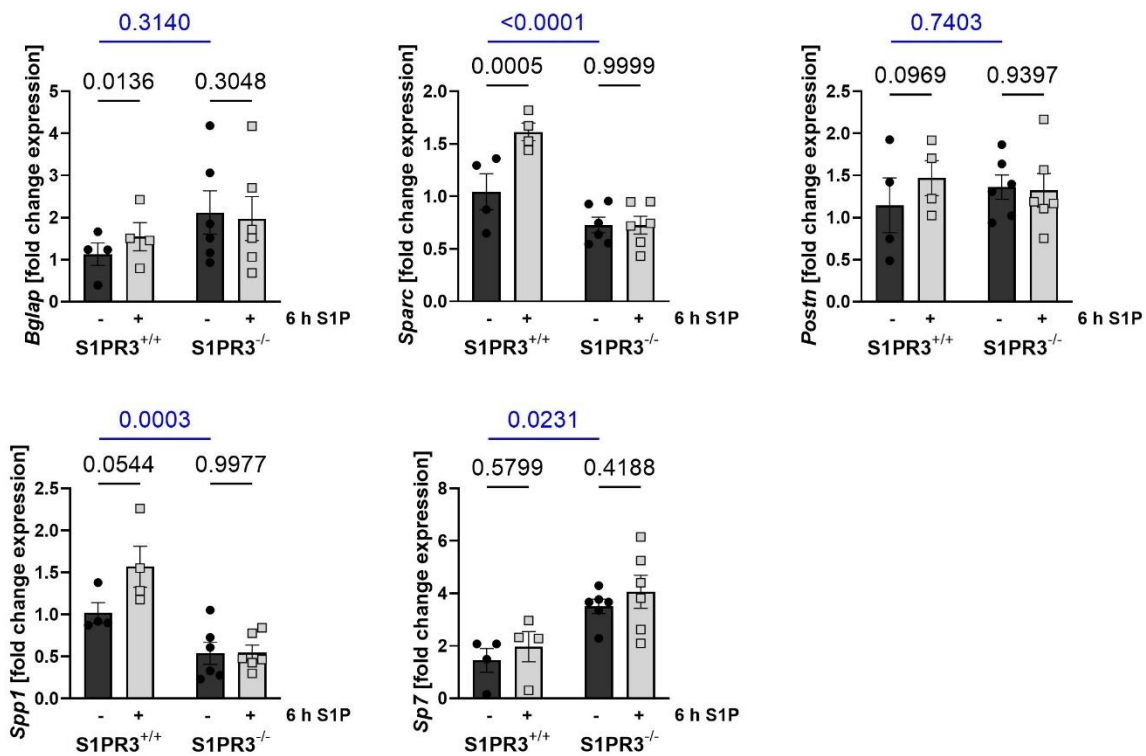 0.3140
0.0136 0.3048
Bglap [fold change expression]
5
4
3
2
1
0
- + - + 6 h S1P
S1PR3+/+ S1PR3-/-
<0.0001
0.0005 0.9999
Sparc [fold change expression]
2.0
1.5
1.0
0.5
0.0
- + - + 6 h S1P
S1PR3+/+ S1PR3-/-
0.7403
0.0969 0.9397
Postn [fold change expression]
2.5
2.0
1.5
1.0
0.5
0.0
- + - + 6 h S1P
S1PR3+/+ S1PR3-/-
0.0003
0.0544 0.9977
Spp1 [fold change expression]
2.5
2.0
1.5
1.0
0.5
0.0
- + - + 6 h S1P
S1PR3+/+ S1PR3-/-
0.0231
0.5799 0.4188
Sp7 [fold change expression]
8
6
4
2
0
- + - + 6 h S1P
S1PR3+/+ S1PR3-/-